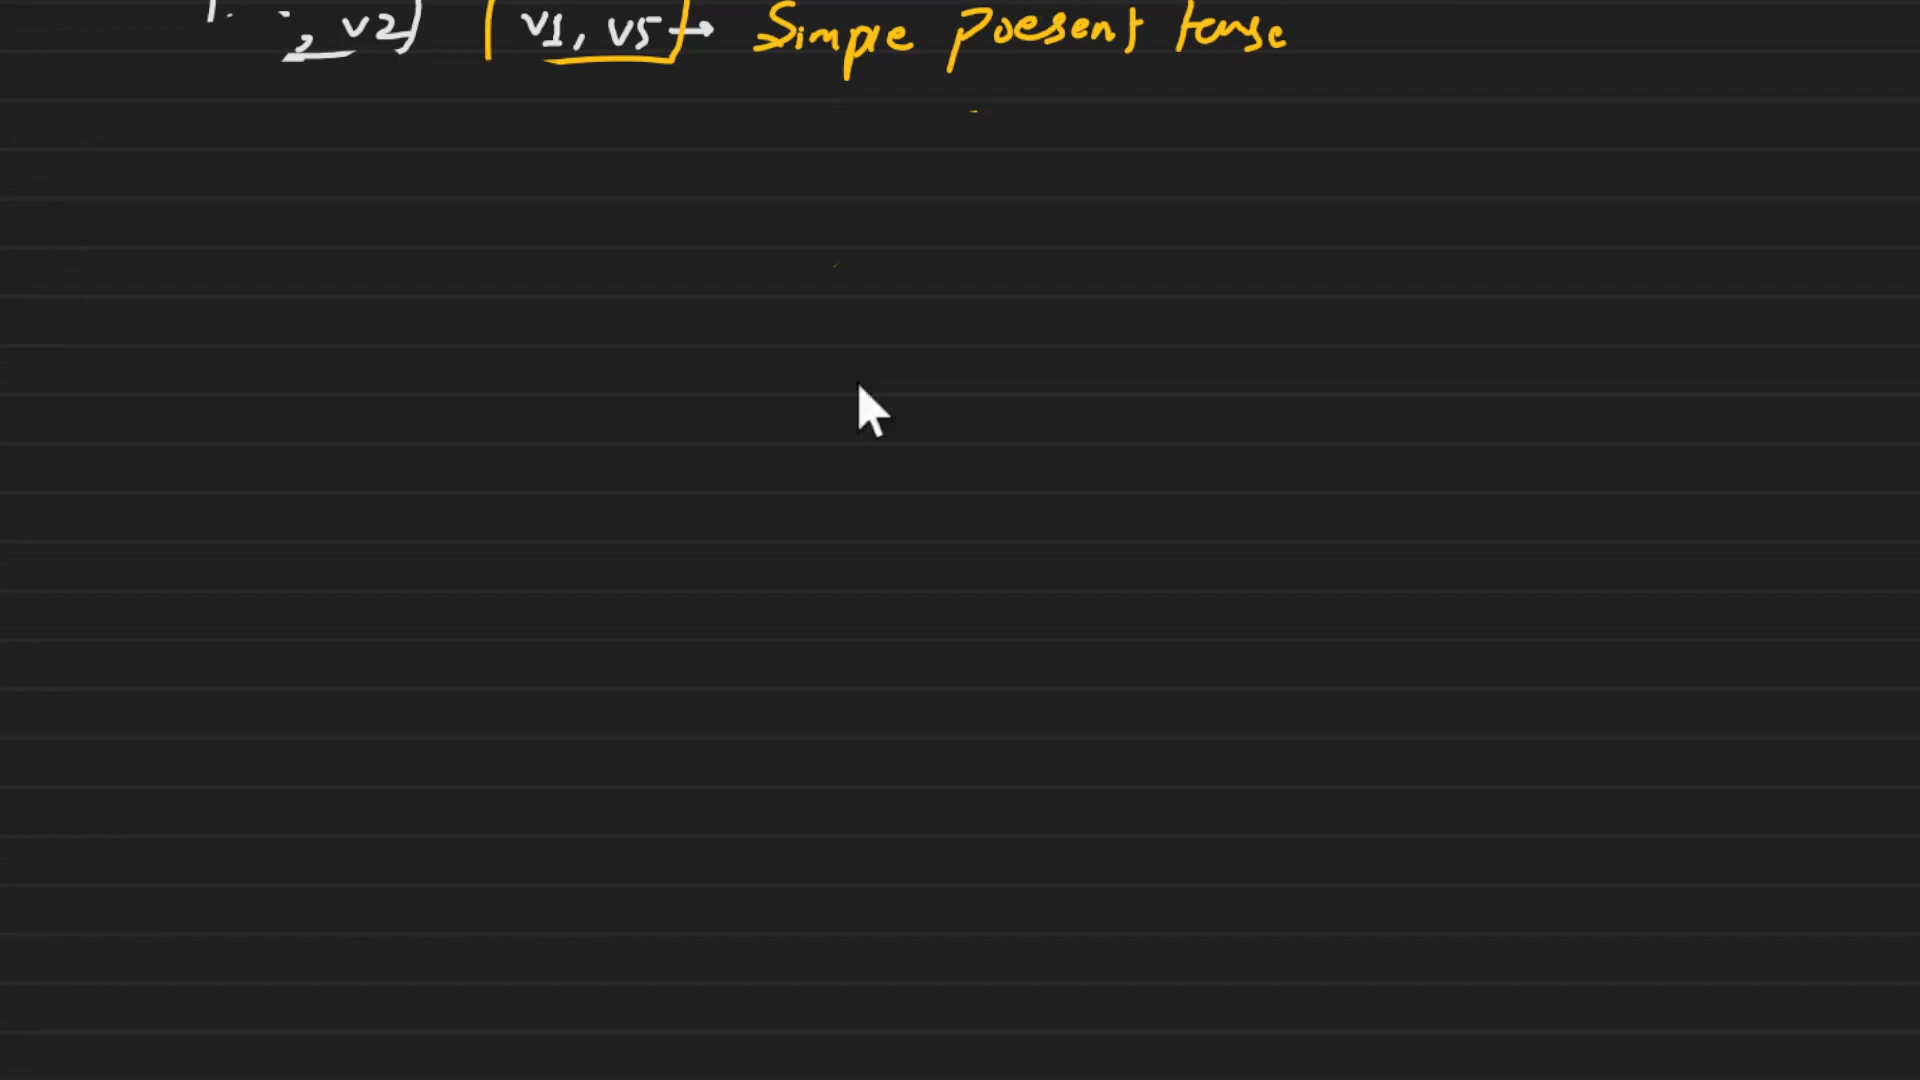 , v2) (v1, v5) → Simple present tense